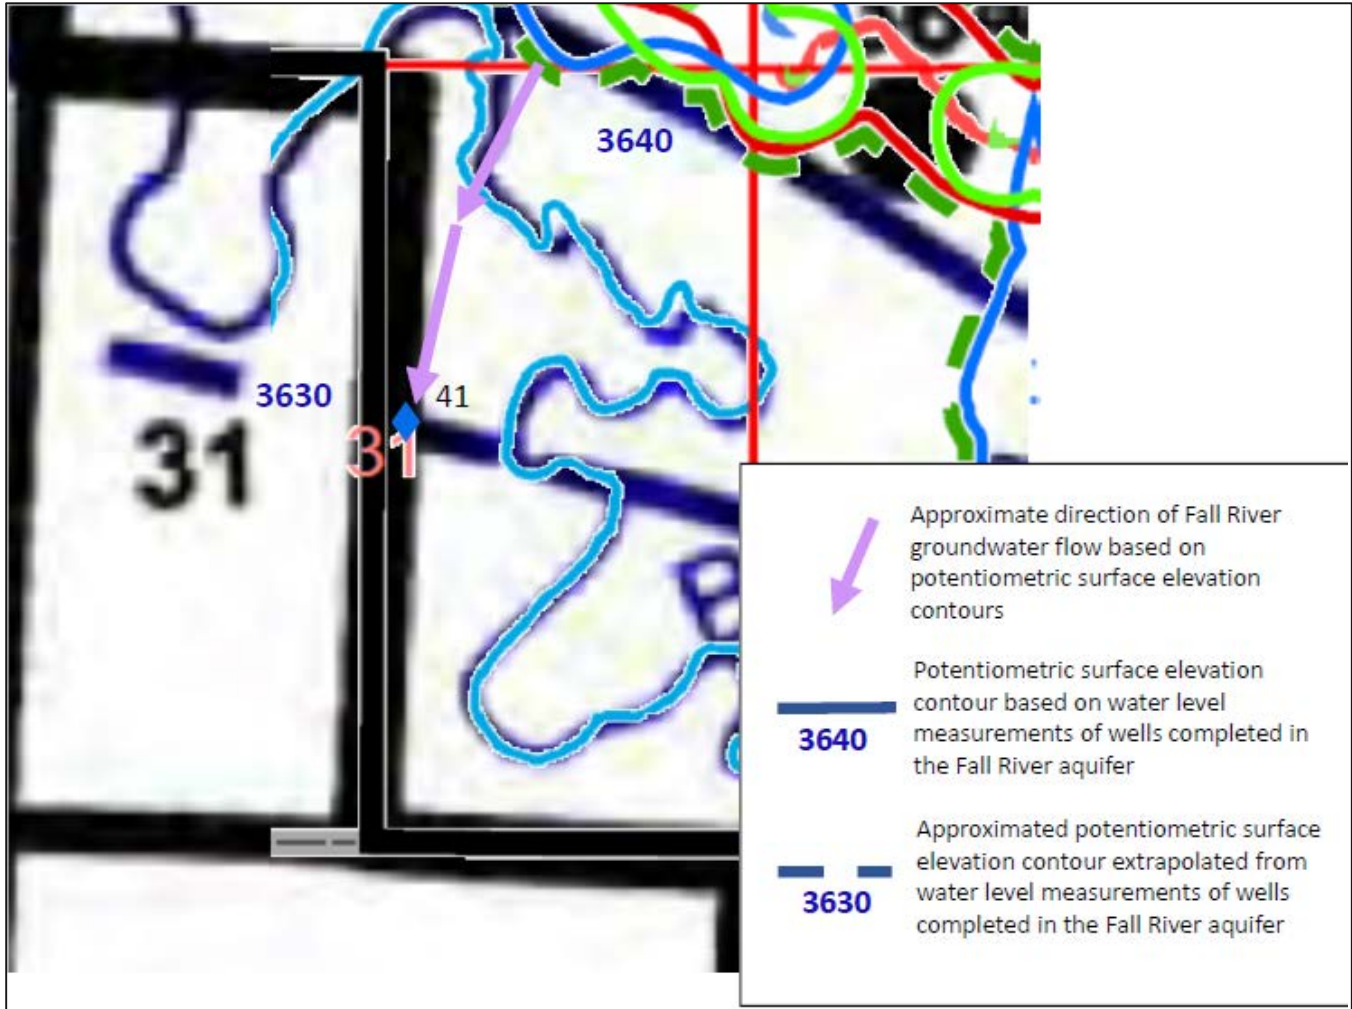 3640
3630
41
31
31
Approximate direction of Fall River
groundwater flow based on
potentiometric surface elevation
contours
Potentiometric surface elevation
contour based on water level
measurements of wells completed in
the Fall River aquifer
3640
Approximated potentiometric surface
elevation contour extrapolated from
water level measurements of wells
completed in the Fall River aquifer
3630